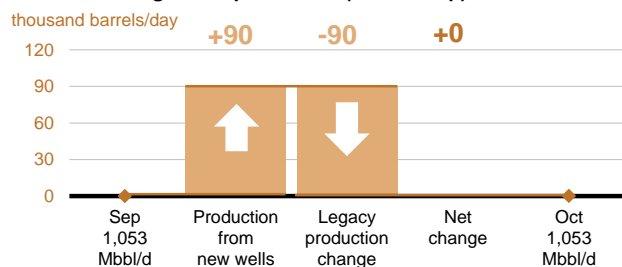 thousand barrels/day
+90 -90 +0
120
90
60
30
0
Sep
1,053
Mbbl/d
Production
from
new wells
Legacy
production
change
Net
change
Oct
1,053
Mbbl/d